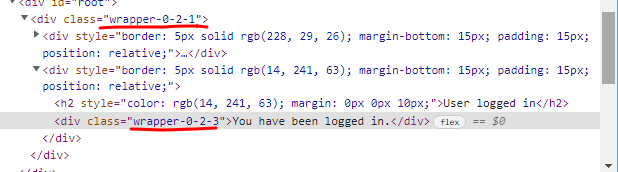 <div id="root">
▼<div class="wrapper-0-2-1">
▶<div style="border: 5px solid rgb(228, 29, 26); margin-bottom: 15px; padding: 15px;
position: relative;">…</div>
▼<div style="border: 5px solid rgb(14, 241, 63); margin-bottom: 15px; padding: 15px;
position: relative;">
<h2 style="color: rgb(14, 241, 63); margin: 0px 0px 10px;">User logged in</h2>
<div class="wrapper-0-2-3">You have been logged in.</div> flex == $0
</div>
</div>